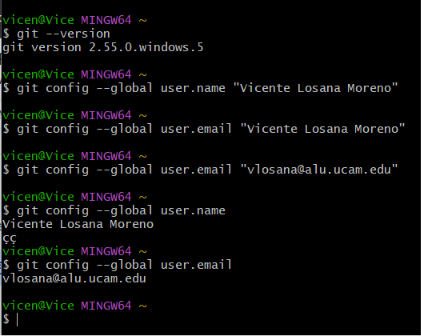 vicen@Vice MINGW64 ~
$ git --version
git version 2.55.0.windows.5
vicen@Vice MINGW64 ~
$ git config --global user.name "Vicente Losana Moreno"
vicen@Vice MINGW64 ~
$ git config --global user.email "Vicente Losana Moreno"
vicen@Vice MINGW64 ~
$ git config --global user.email "vlosana@alu.ucam.edu"
vicen@Vice MINGW64 ~
$ git config --global user.name
Vicente Losana Moreno
çç
vicen@Vice MINGW64 ~
$ git config --global user.email
vlosana@alu.ucam.edu
vicen@Vice MINGW64 ~
$